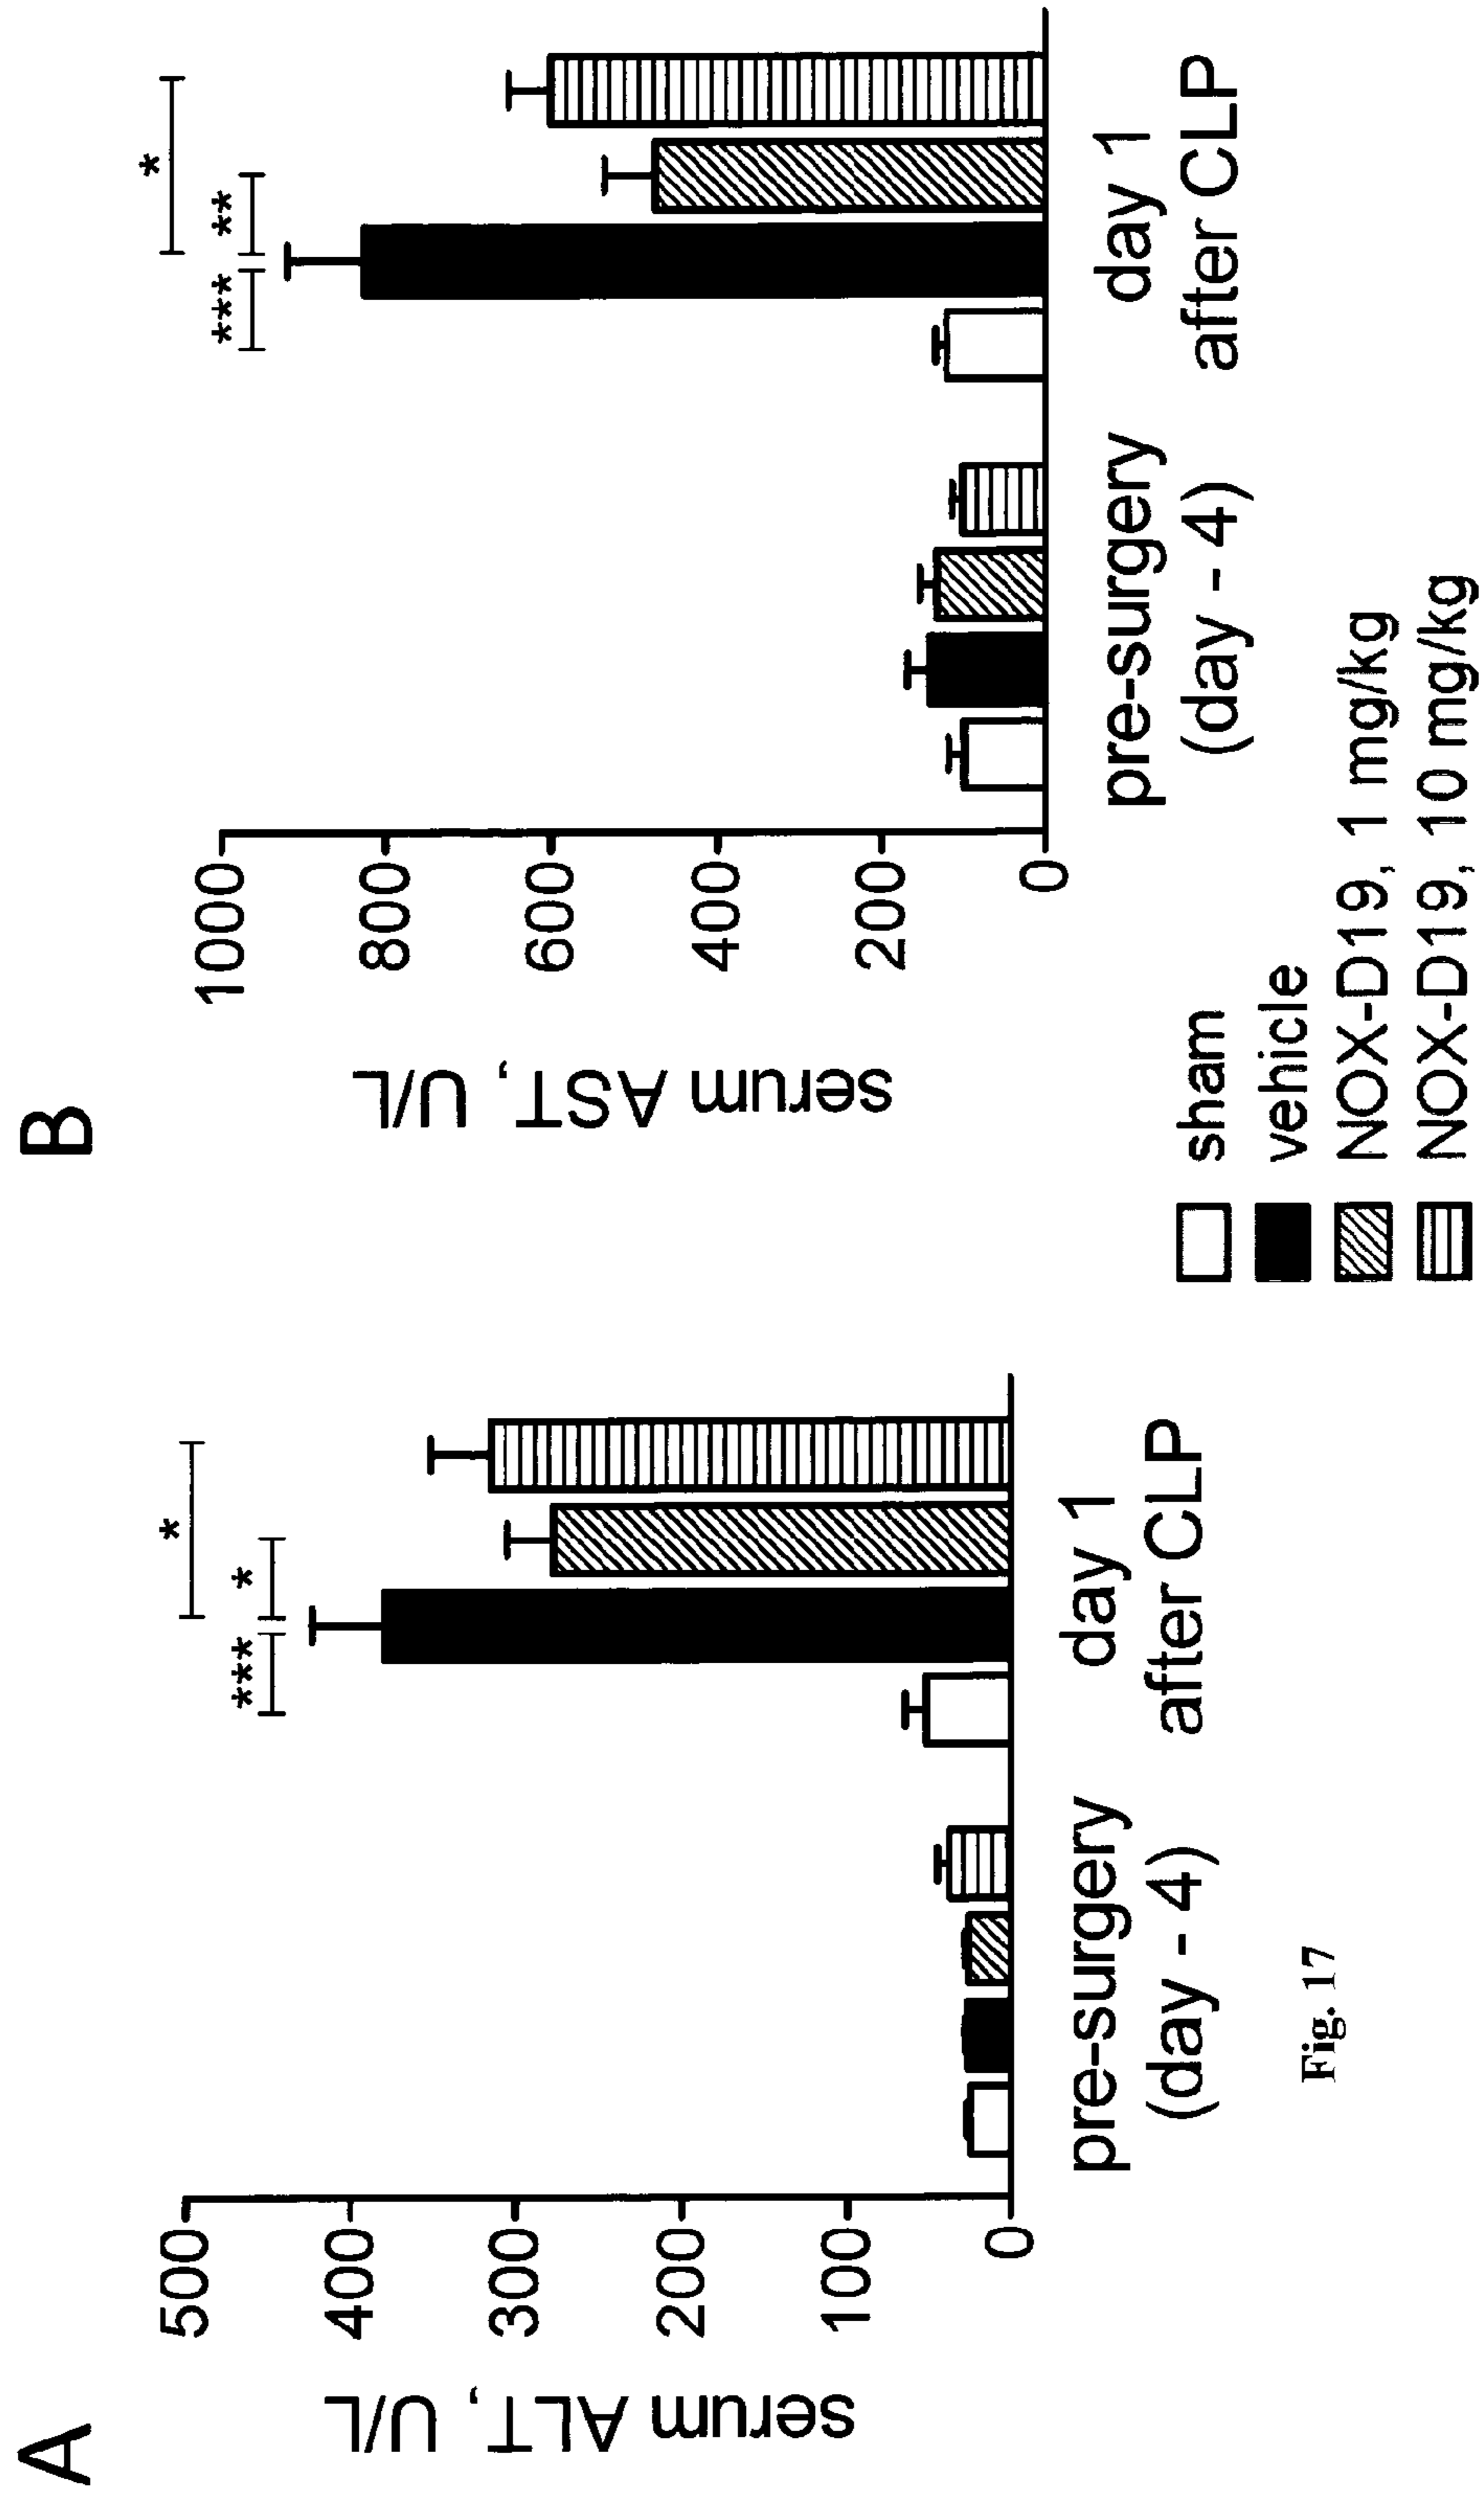 A
serum ALT, U/L
500
400
300
200
100
0
***
*
*
pre-surgery
(day - 4)
day 1
after CLP
B
serum AST, U/L
1000
800
600
400
200
0
***
**
*
pre-surgery
(day - 4)
day 1
after CLP
sham
vehicle
NOX-D19, 1 mg/kg
NOX-D19, 10 mg/kg
Fig. 17